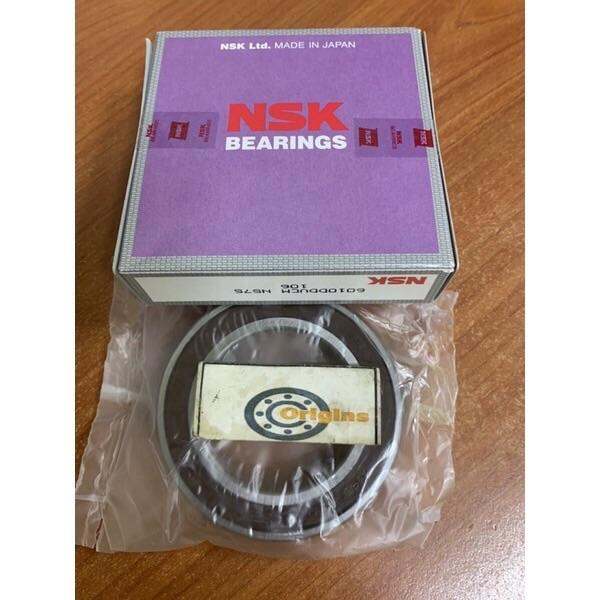 NSK Ltd. MADE IN JAPAN
NSK
BEARINGS
NSK
6010DDUCM NS7S
106
Origins